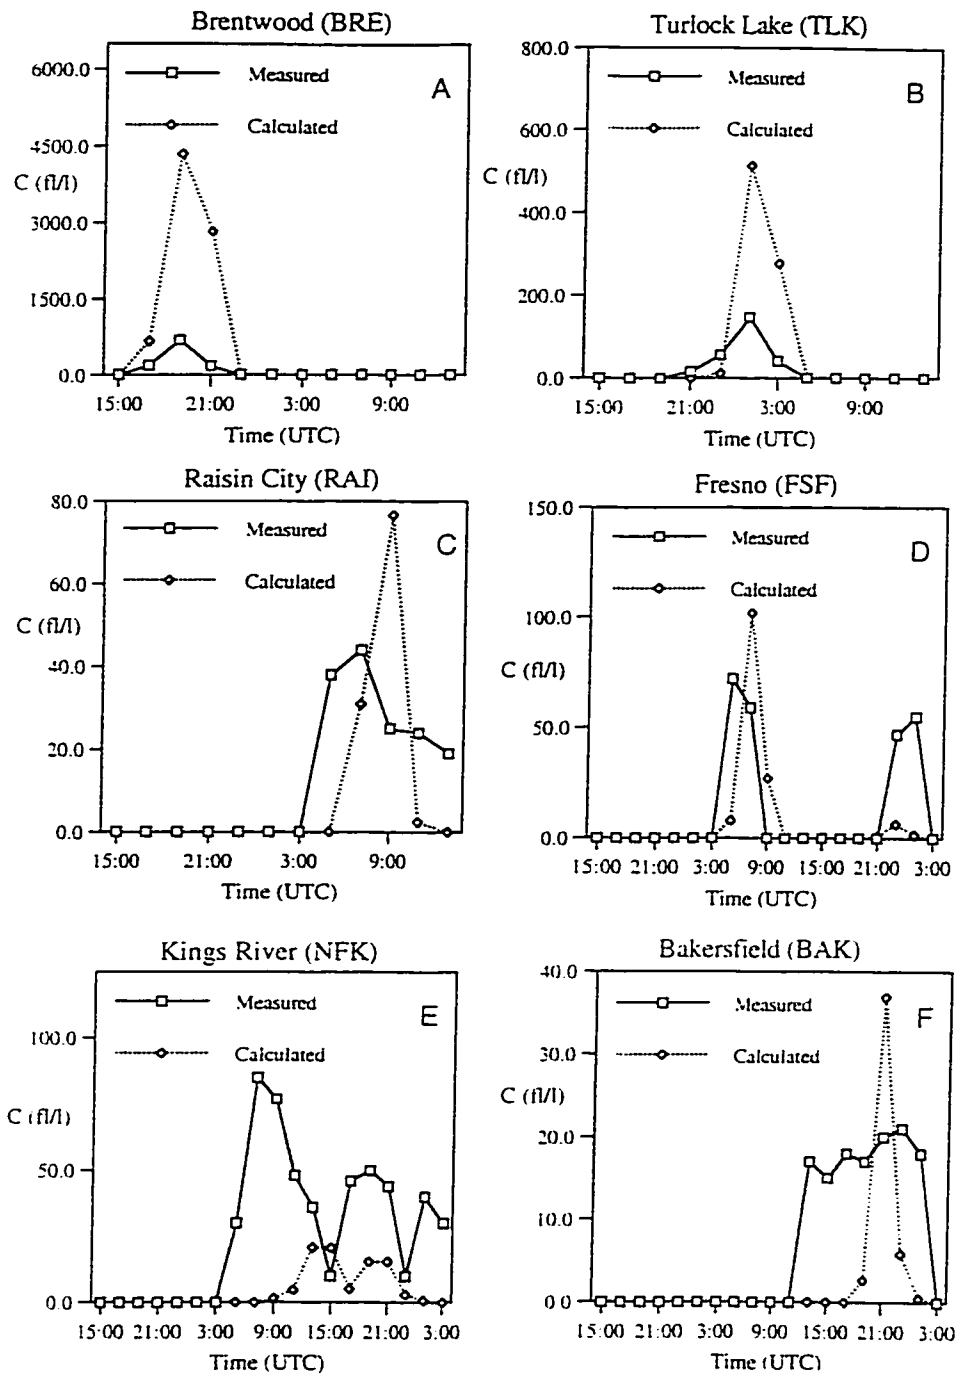 Brentwood (BRE)
6000.0
4500.0
C (fl/l)
3000.0
1500.0
0.0
Measured
Calculated
A
15:00 21:00 3:00 9:00
Time (UTC)
Turlock Lake (TLK)
800.0
600.0
C (fl/l)
400.0
200.0
0.0
Measured
Calculated
B
15:00 21:00 3:00 9:00
Time (UTC)
Raisin City (RAI)
80.0
60.0
C (fl/l)
40.0
20.0
0.0
Measured
Calculated
C
15:00 21:00 3:00 9:00
Time (UTC)
Fresno (FSF)
150.0
100.0
C (fl/l)
50.0
0.0
Measured
Calculated
D
15:00 21:00 3:00 9:00 15:00 21:00 3:00
Time (UTC)
Kings River (NFK)
100.0
C (fl/l)
50.0
0.0
Measured
Calculated
E
15:00 21:00 3:00 9:00 15:00 21:00 3:00
Time (UTC)
Bakersfield (BAK)
40.0
30.0
C (fl/l)
20.0
10.0
0.0
Measured
Calculated
F
15:00 21:00 3:00 9:00 15:00 21:00 3:00
Time (UTC)